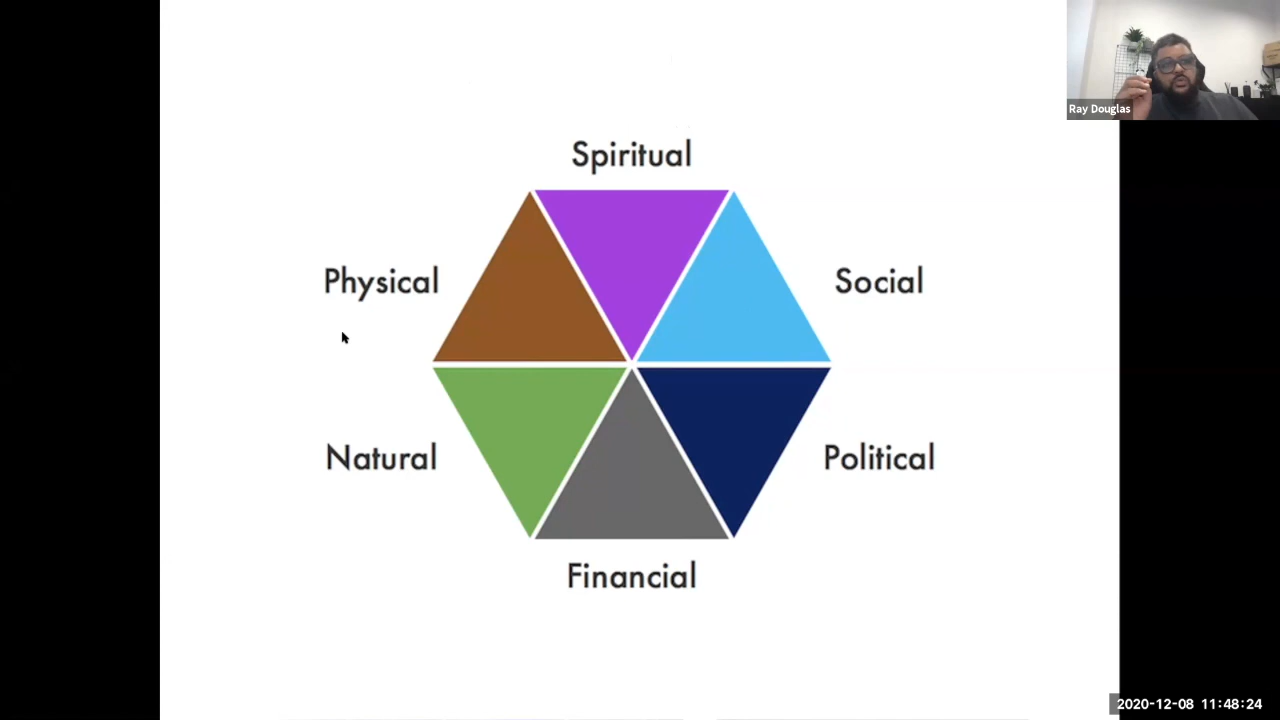 Ray Douglas
Spiritual
Physical
Social
Natural
Political
Financial
2020-12-08 11:48:24